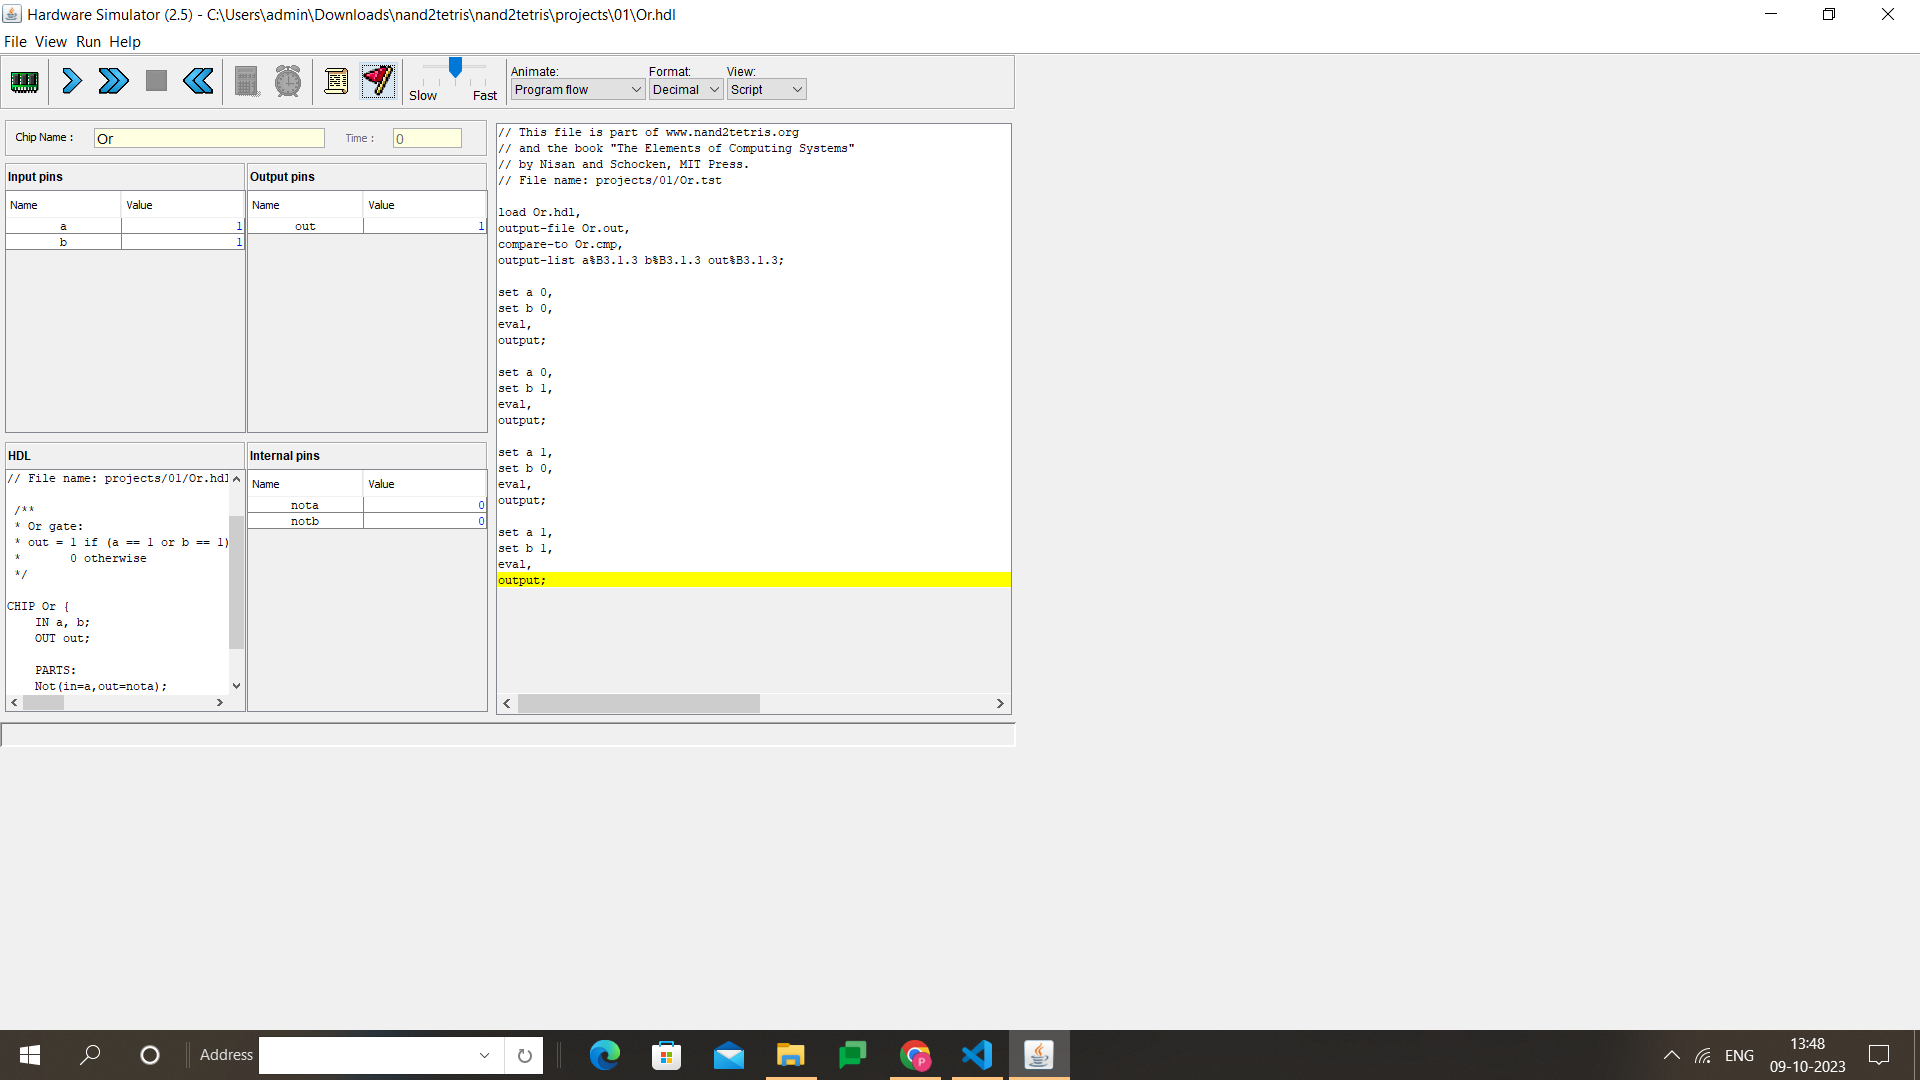 Hardware Simulator (2.5) - C:\Users\admin\Downloads\nand2tetris\nand2tetris\projects\01\Or.hdl
File View Run Help
Slow Fast
Animate: Format: View:
Program flow Decimal Script
Chip Name : Or Time : 0
Input pins
Name Value
a 1
b 1
Output pins
Name Value
out 1
HDL
// File name: projects/01/Or.hdl
/**
* Or gate:
* out = 1 if (a == 1 or b == 1)
* 0 otherwise
*/
CHIP Or {
IN a, b;
OUT out;
PARTS:
Not(in=a,out=nota);
Internal pins
Name Value
nota 0
notb 0
// This file is part of www.nand2tetris.org
// and the book "The Elements of Computing Systems"
// by Nisan and Schocken, MIT Press.
// File name: projects/01/Or.tst
load Or.hdl,
output-file Or.out,
compare-to Or.cmp,
output-list a%B3.1.3 b%B3.1.3 out%B3.1.3;
set a 0,
set b 0,
eval,
output;
set a 0,
set b 1,
eval,
output;
set a 1,
set b 0,
eval,
output;
set a 1,
set b 1,
eval,
output;
Address
P
ENG
13:48
09-10-2023